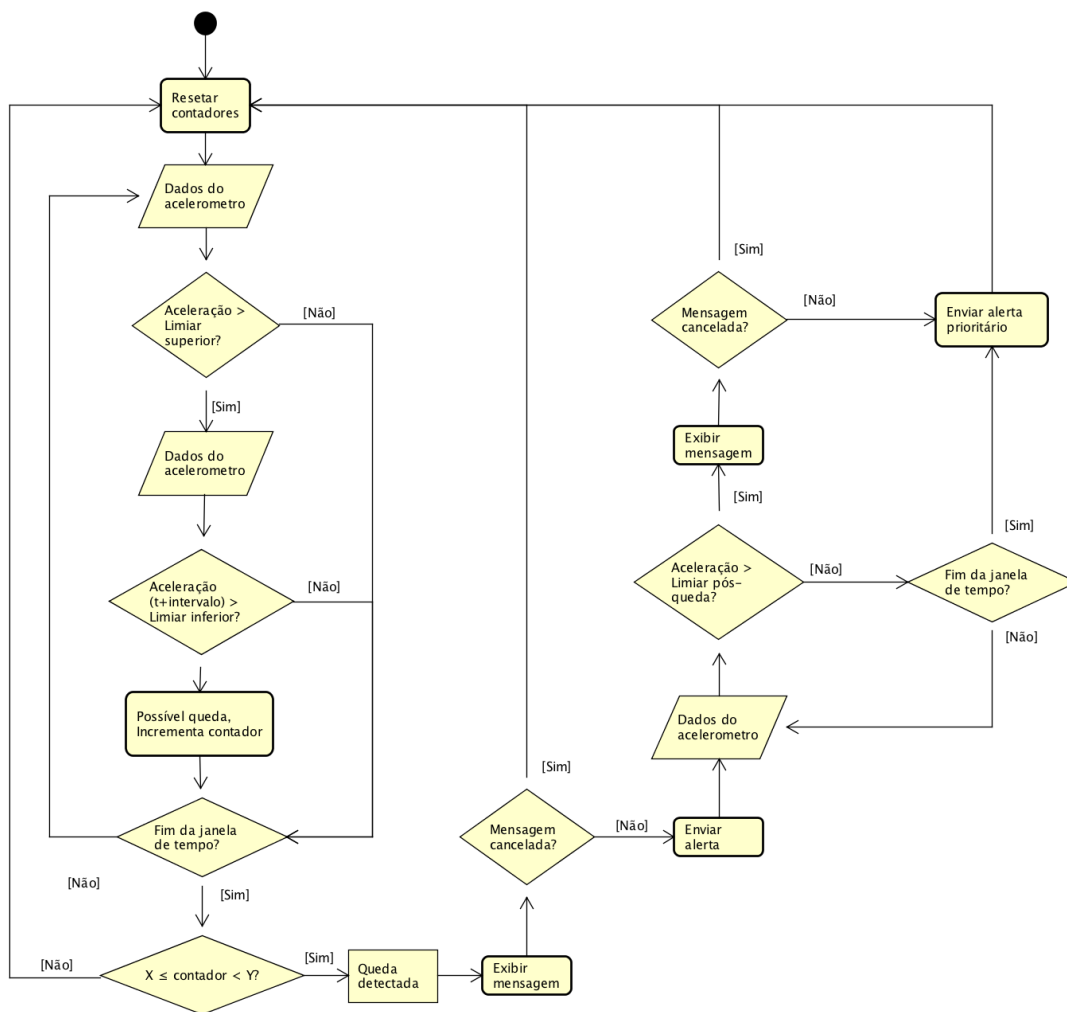 Resetar
contadores
Dados do
acelerometro
Aceleração >
Limiar
superior?
[Não]
[Sim]
Dados do
acelerometro
Aceleração
(t+intervalo) >
Limiar inferior?
[Não]
Possível queda,
Incrementa contador
Fim da janela
de tempo?
[Não]
[Sim]
X ≤ contador < Y?
[Não]
[Sim]
Queda
detectada
Exibir
mensagem
Mensagem
cancelada?
[Sim]
[Não]
Enviar
alerta
Dados do
acelerometro
Aceleração >
Limiar pós-
queda?
[Sim]
[Não]
Fim da janela
de tempo?
[Sim]
[Não]
Exibir
mensagem
Mensagem
cancelada?
[Sim]
[Não]
Enviar alerta
prioritário